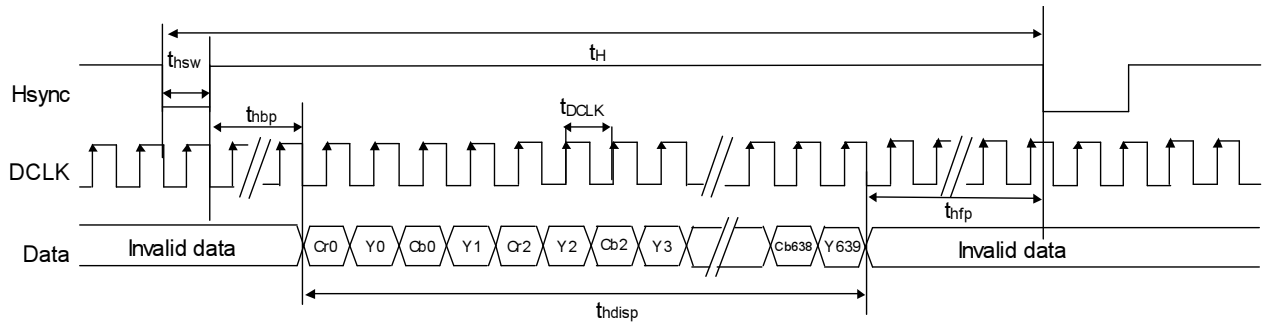 tH
thsw
Hsync
thbp
tDCLK
DCLK
thfp
Data
Invalid data
Cr0
Y0
Cb0
Y1
Cr2
Y2
Cb2
Y3
Cb638
Y639
Invalid data
thdisp